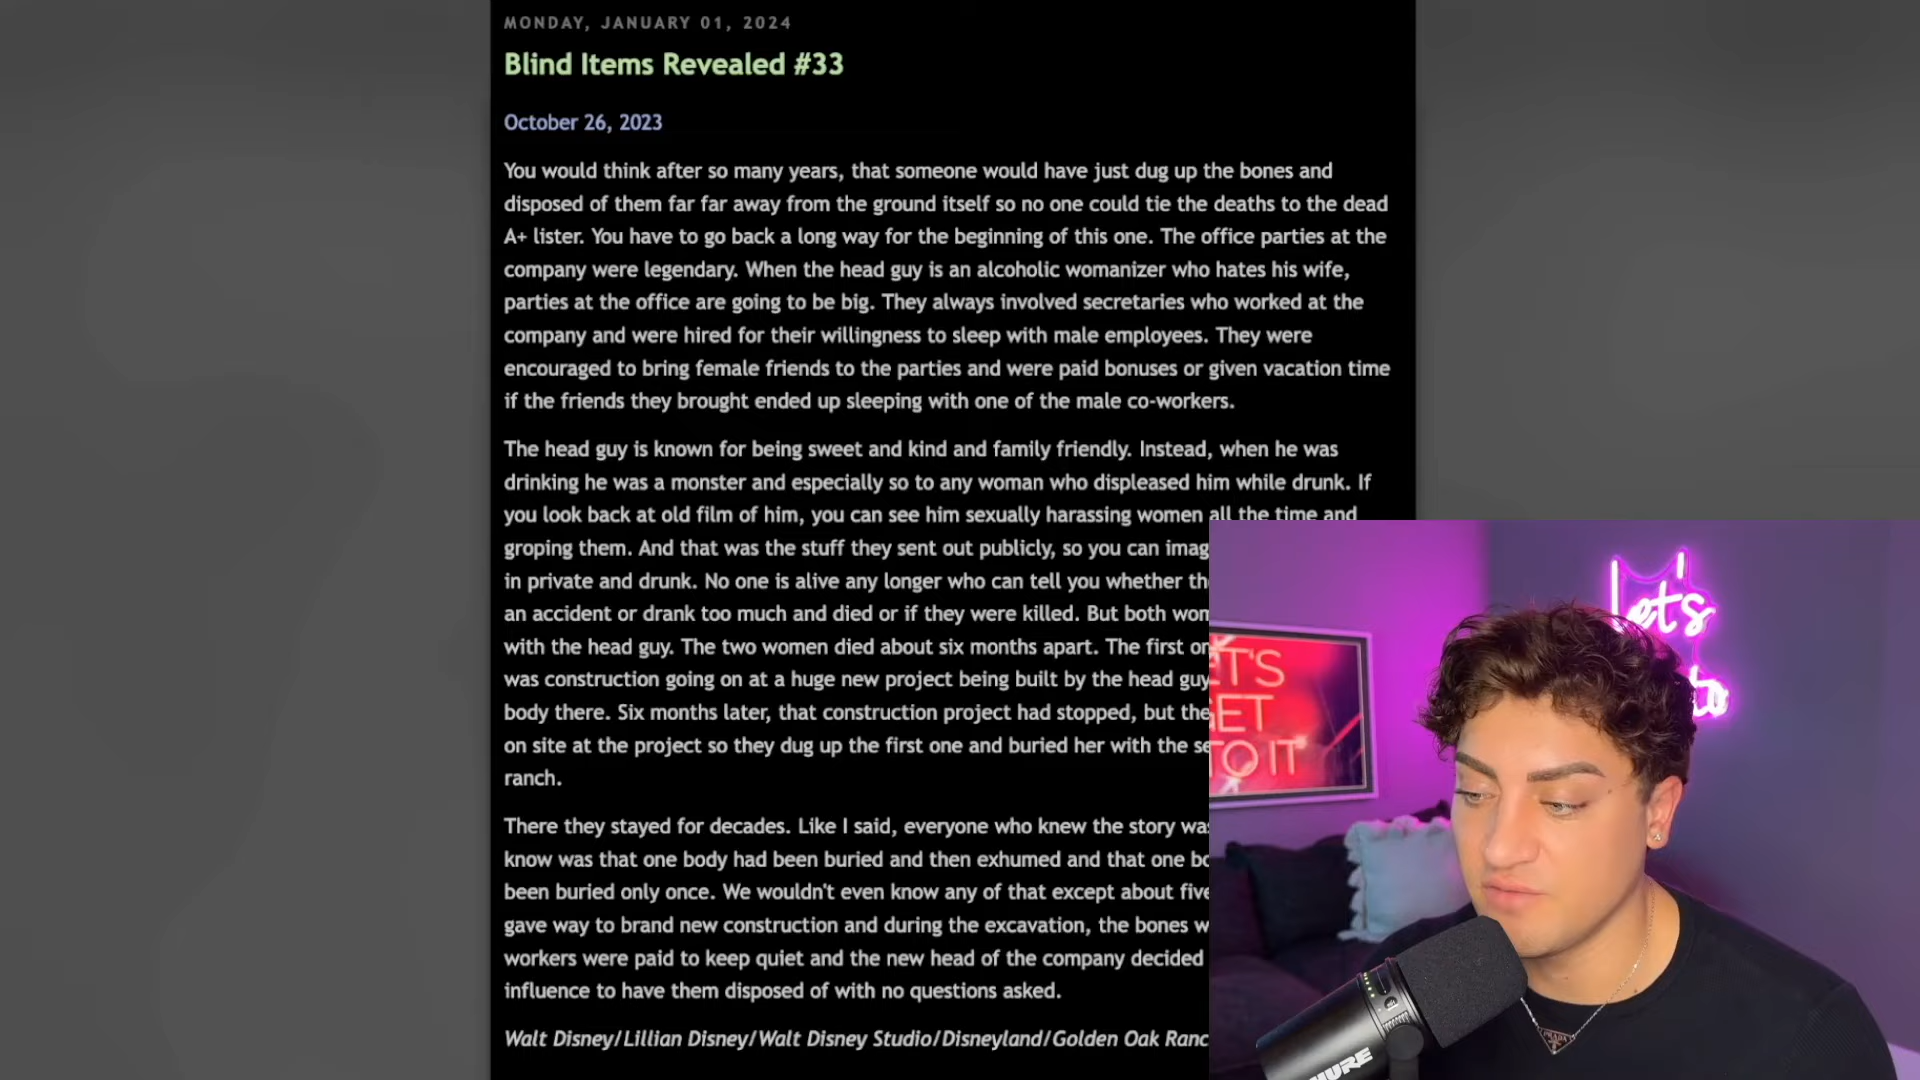 MONDAY, JANUARY 01, 2024
Blind Items Revealed #33
October 26, 2023
You would think after so many years, that someone would have just dug up the bones and
disposed of them far far away from the ground itself so no one could tie the deaths to the dead
A+ lister. You have to go back a long way for the beginning of this one. The office parties at the
company were legendary. When the head guy is an alcoholic womanizer who hates his wife,
parties at the office are going to be big. They always involved secretaries who worked at the
company and were hired for their willingness to sleep with male employees. They were
encouraged to bring female friends to the parties and were paid bonuses or given vacation time
if the friends they brought ended up sleeping with one of the male co-workers.
The head guy is known for being sweet and kind and family friendly. Instead, when he was
drinking he was a monster and especially so to any woman who displeased him while drunk. If
you look back at old film of him, you can see him sexually harassing women all the time and
groping them. And that was the stuff they sent out publicly, so you can imag
in private and drunk. No one is alive any longer who can tell you whether th
an accident or drank too much and died or if they were killed. But both wom
with the head guy. The two women died about six months apart. The first on
was construction going on at a huge new project being built by the head guy
body there. Six months later, that construction project had stopped, but the
on site at the project so they dug up the first one and buried her with the se
ranch.
There they stayed for decades. Like I said, everyone who knew the story was
know was that one body had been buried and then exhumed and that one bo
been buried only once. We wouldn't even know any of that except about five
gave way to brand new construction and during the excavation, the bones w
workers were paid to keep quiet and the new head of the company decided
influence to have them disposed of with no questions asked.
Walt Disney/Lillian Disney/Walt Disney Studio/Disneyland/Golden Oak Ranc
Let's
LET'S
GET
TO IT
PRADA
SHURE